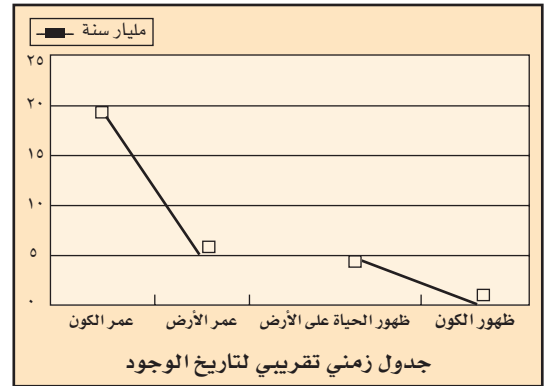 مليار سنة
٢٥
٢٠
١٥
١٠
٥
٠
عمر الكون
عمر الأرض
ظهور الحياة على الأرض
ظهور الكون
جدول زمني تقريبي لتاريخ الوجود